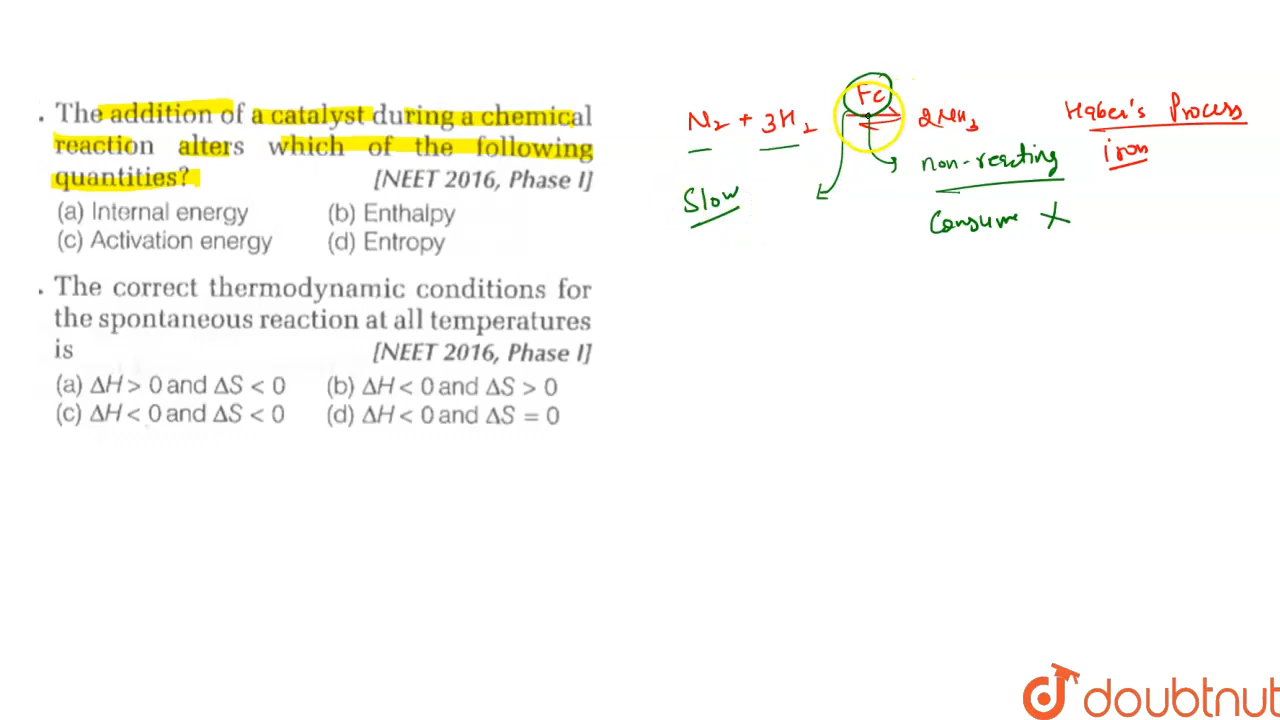 . The addition of a catalyst during a chemical
reaction alters which of the following
quantities? [NEET 2016, Phase I]
(a) Internal energy (b) Enthalpy
(c) Activation energy (d) Entropy
. The correct thermodynamic conditions for
the spontaneous reaction at all temperatures
is [NEET 2016, Phase I]
(a) ΔH > 0 and ΔS < 0 (b) ΔH < 0 and ΔS > 0
(c) ΔH < 0 and ΔS < 0 (d) ΔH < 0 and ΔS = 0
Fe
N2 + 3H2 ⇌ 2NH3 Haber's Process
iron
non-reacting
Slow
Consume X
doubtnut